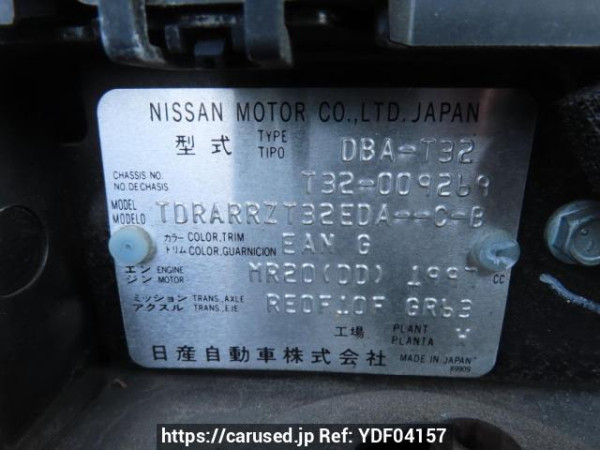 NISSAN MOTOR CO.,LTD. JAPAN
型式 TYPE TIPO DBA-T32
CHASSIS NO. NO. DE CHASIS T32-009269
MODEL MODELO TDRARRZT32EDA--C-B
カラー COLOR, TRIM トリム COLOR, GUARNICION EAN G
エンジン ENGINE MOTOR MR20(DD) 1997 CC
ミッション TRANS. AXLE アクスル TRANS. EJE RE0F10F GR63
工場 PLANT PLANTA
日産自動車株式会社 MADE IN JAPAN
https://carused.jp Ref: YDF04157